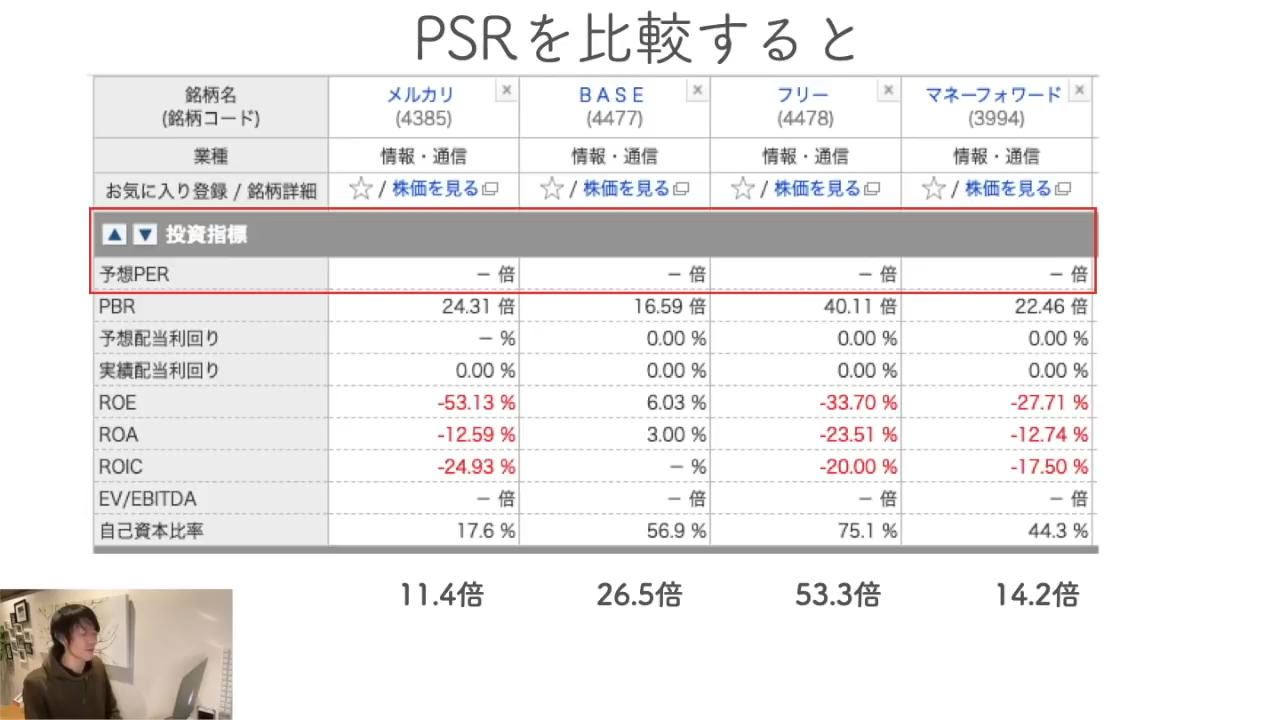 PSRを比較すると
銘柄名 メルカリ × BASE × フリー × マネーフォワード ×
(銘柄コード) (4385) (4477) (4478) (3994)
業種 情報・通信 情報・通信 情報・通信 情報・通信
お気に入り登録 / 銘柄詳細 ☆ / 株価を見る ☆ / 株価を見る ☆ / 株価を見る ☆ / 株価を見る
▲ ▼ 投資指標
予想PER – 倍 – 倍 – 倍 – 倍
PBR 24.31 倍 16.59 倍 40.11 倍 22.46 倍
予想配当利回り – % 0.00 % 0.00 % 0.00 %
実績配当利回り 0.00 % 0.00 % 0.00 % 0.00 %
ROE -53.13 % 6.03 % -33.70 % -27.71 %
ROA -12.59 % 3.00 % -23.51 % -12.74 %
ROIC -24.93 % – % -20.00 % -17.50 %
EV/EBITDA – 倍 – 倍 – 倍 – 倍
自己資本比率 17.6 % 56.9 % 75.1 % 44.3 %
11.4倍 26.5倍 53.3倍 14.2倍